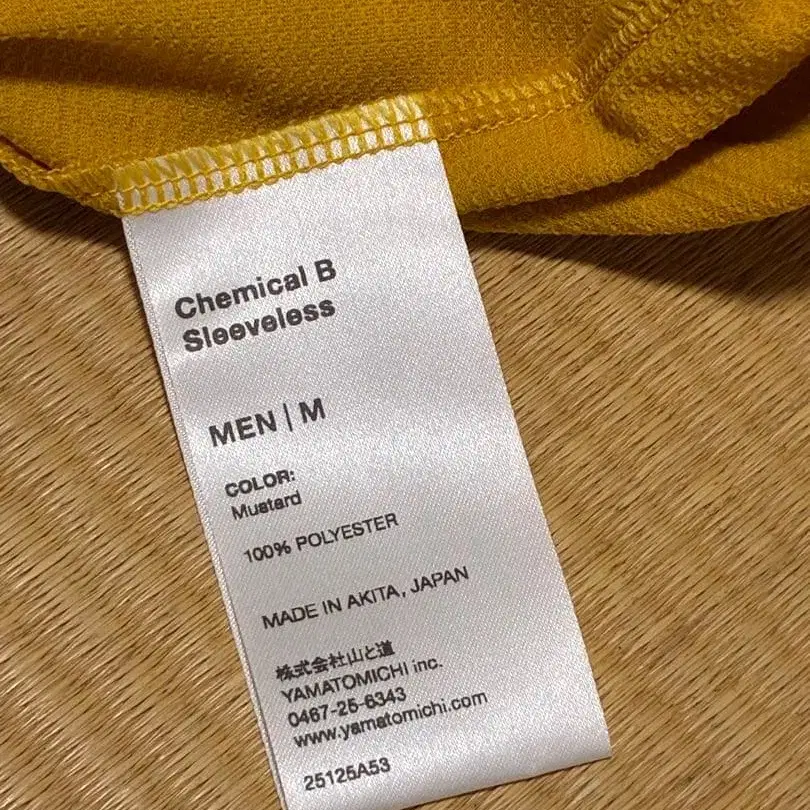 Chemical B
Sleeveless
MEN | M
COLOR:
Mustard
100% POLYESTER
MADE IN AKITA, JAPAN
株式会社山と道
YAMATOMICHI inc.
0467-25-6343
www.yamatomichi.com
25125A53